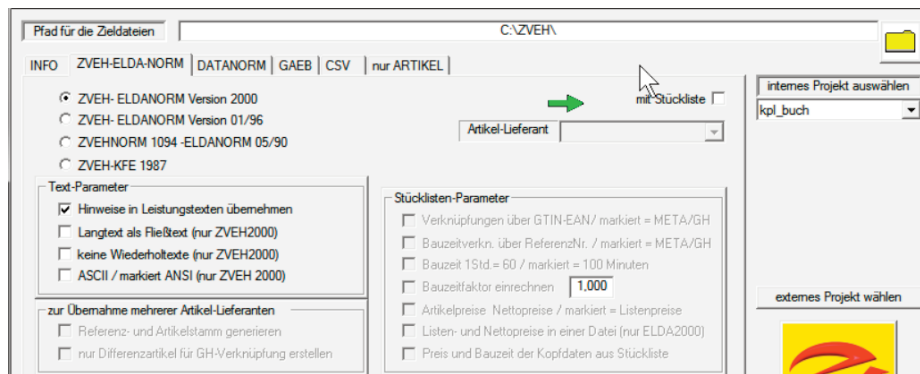 Pfad für die Zieldateien
C:\ZVEH\
INFO ZVEH-ELDA-NORM DATANORM GAEB CSV nur ARTIKEL
ZVEH- ELDANORM Version 2000
mit Stückliste
ZVEH- ELDANORM Version 01/96
Artikel-Lieferant
ZVEHNORM 1094 -ELDANORM 05/90
ZVEH-KFE 1987
internes Projekt auswählen
kpl_buch
Text-Parameter
Hinweise in Leistungstexten übernehmen
Langtext als Fließtext (nur ZVEH2000)
keine Wiederholtexte (nur ZVEH2000)
ASCII / markiert ANSI (nur ZVEH 2000)
zur Übernahme mehrerer Artikel-Lieferanten
Referenz- und Artikelstamm generieren
nur Differenzartikel für GH-Verknüpfung erstellen
Stücklisten-Parameter
Verknüpfungen über GTIN-EAN/ markiert = META/GH
Bauzeitverkn. über ReferenzNr. / markiert = META/GH
Bauzeit 1Std.= 60 / markiert = 100 Minuten
Bauzeitfaktor einrechnen 1,000
Artikelpreise Nettopreise / markiert = Listenpreise
Listen- und Nettopreise in einer Datei (nur ELDA2000)
Preis und Bauzeit der Kopfdaten aus Stückliste
externes Projekt wählen